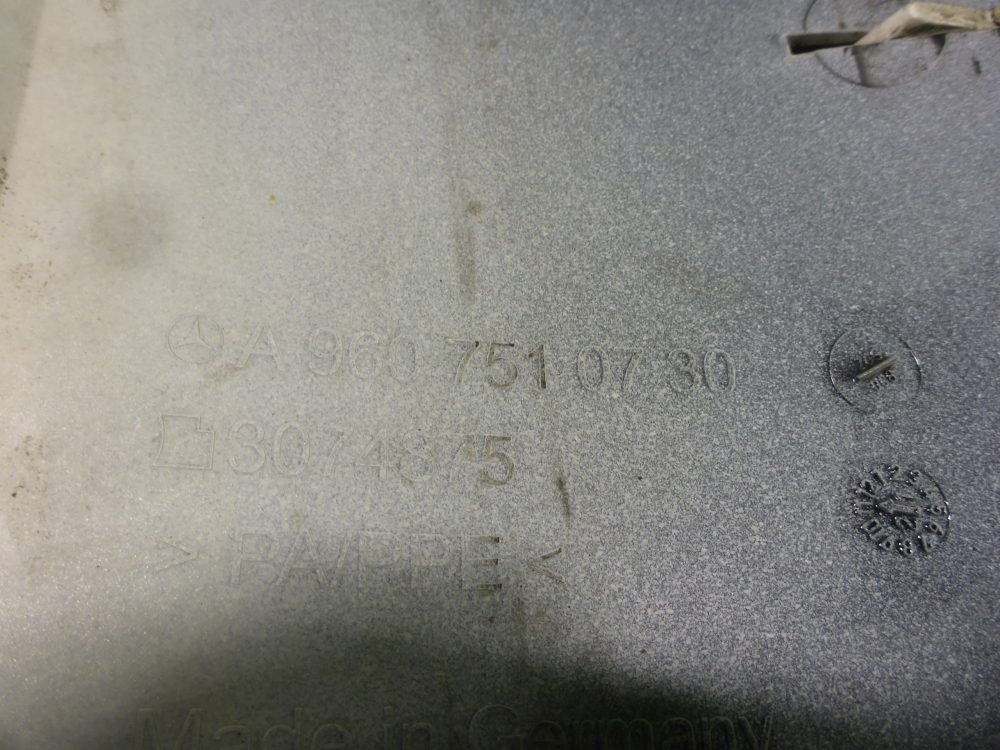 A 960 751 07 30
3074875
> PA/PPE <
Made in Germany